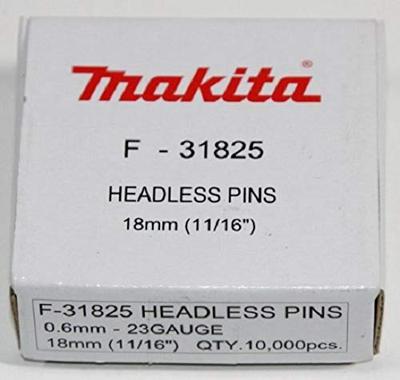 makita
F - 31825
HEADLESS PINS
18mm (11/16")
F-31825 HEADLESS PINS
0.6mm - 23GAUGE
18mm (11/16") QTY.10,000pcs.